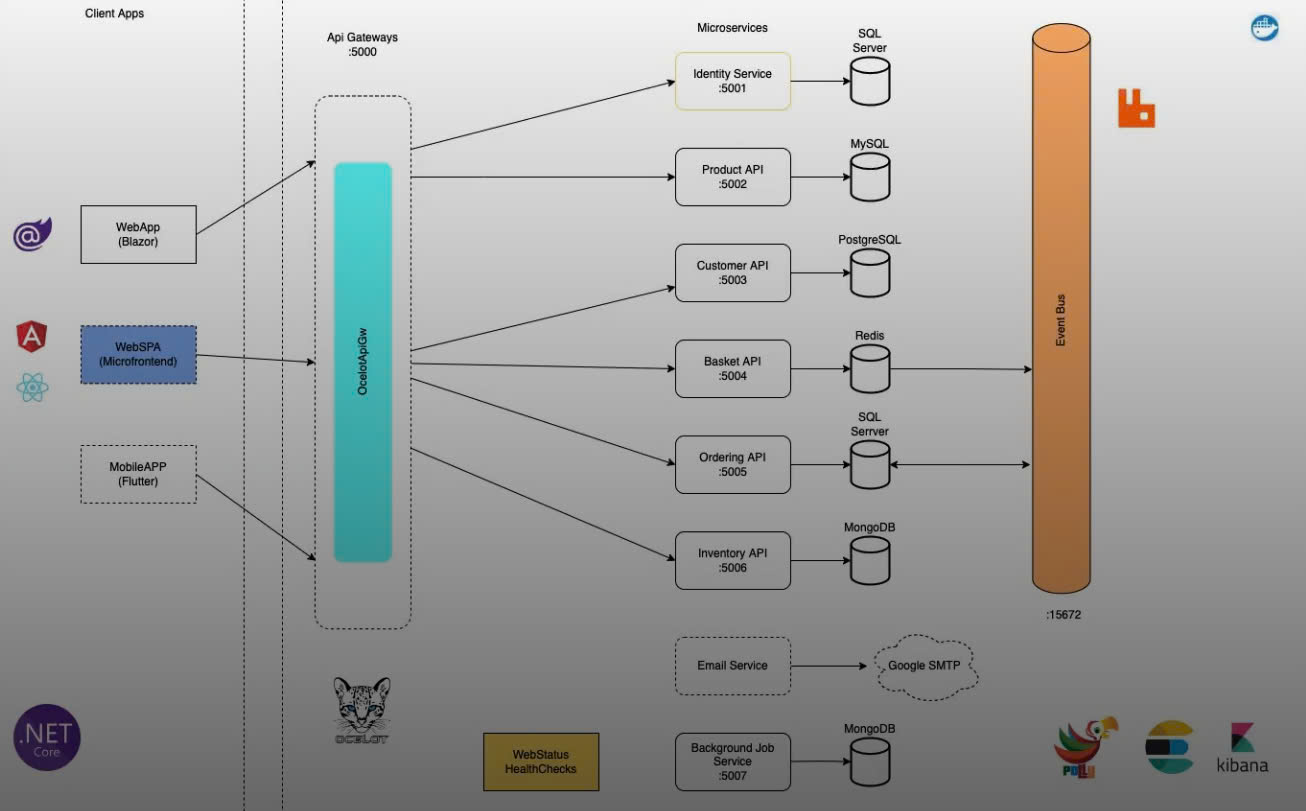 Client Apps
Api Gateways
:5000
Microservices
SQL
Server
Identity Service
:5001
MySQL
Product API
:5002
WebApp
(Blazor)
PostgreSQL
Customer API
:5003
Event Bus
OcelotApiGw
WebSPA
(Microfrontend)
Redis
Basket API
:5004
SQL
Serrver
Ordering API
:5005
MobileAPP
(Flutter)
MongoDB
Inventory API
:5006
:15672
Email Service
Google SMTP
OCELOT
.NET
Core
WebStatus
HealthChecks
MongoDB
Background Job
Service
:5007
POLLY
kibana